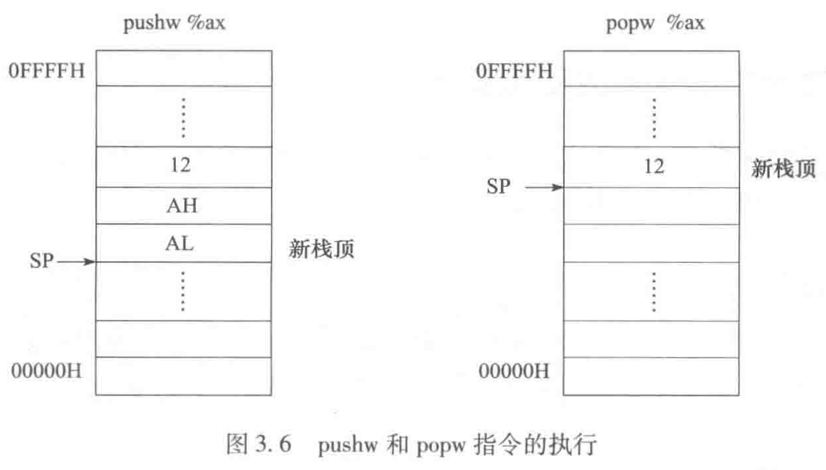 pushw %ax
0FFFFH
12
AH
AL
SP
新栈顶
00000H
popw %ax
0FFFFH
12
新栈顶
SP
00000H
图 3.6 pushw 和 popw 指令的执行